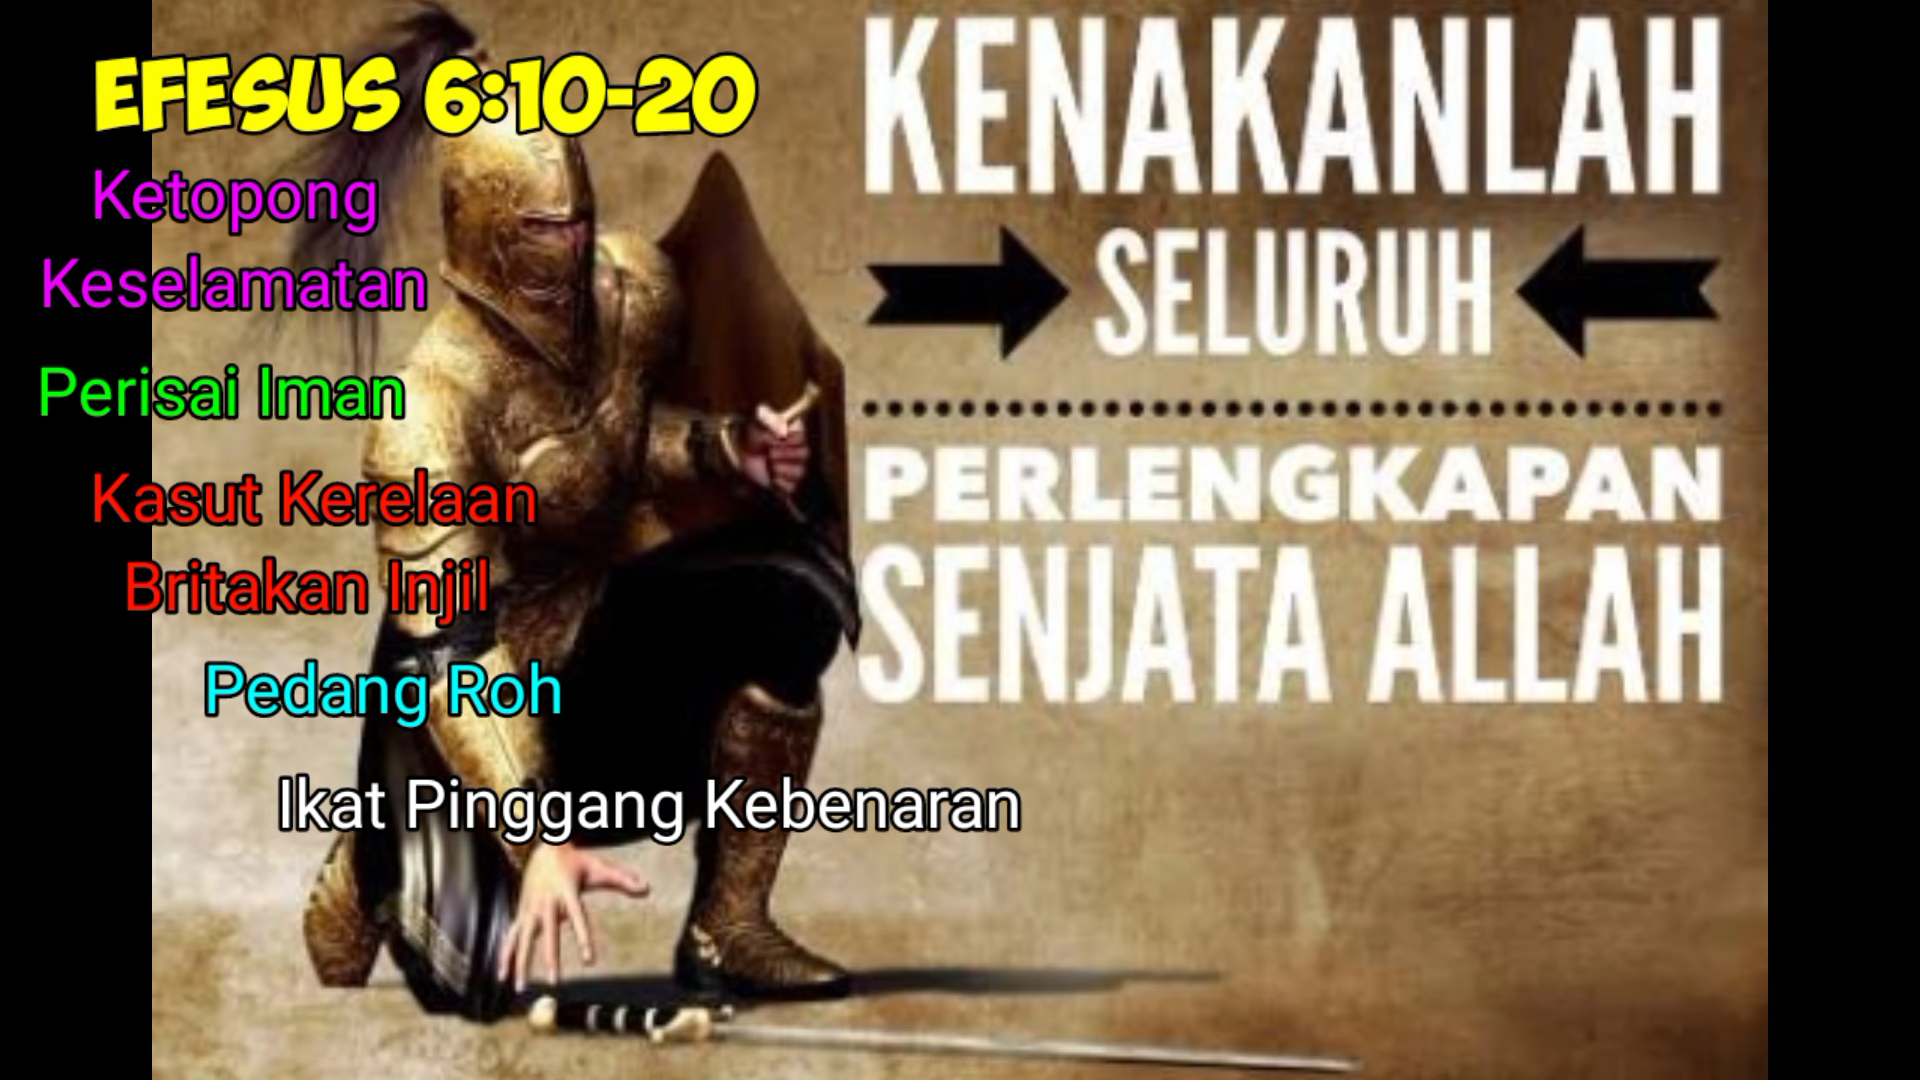 EFESUS 6:10-20
Ketopong
Keselamatan
Perisai Iman
Kasut Kerelaan
Britakan Injil
Pedang Roh
Ikat Pinggang Kebenaran
KENAKANLAH
SELURUH
PERLENGKAPAN
SENJATA ALLAH